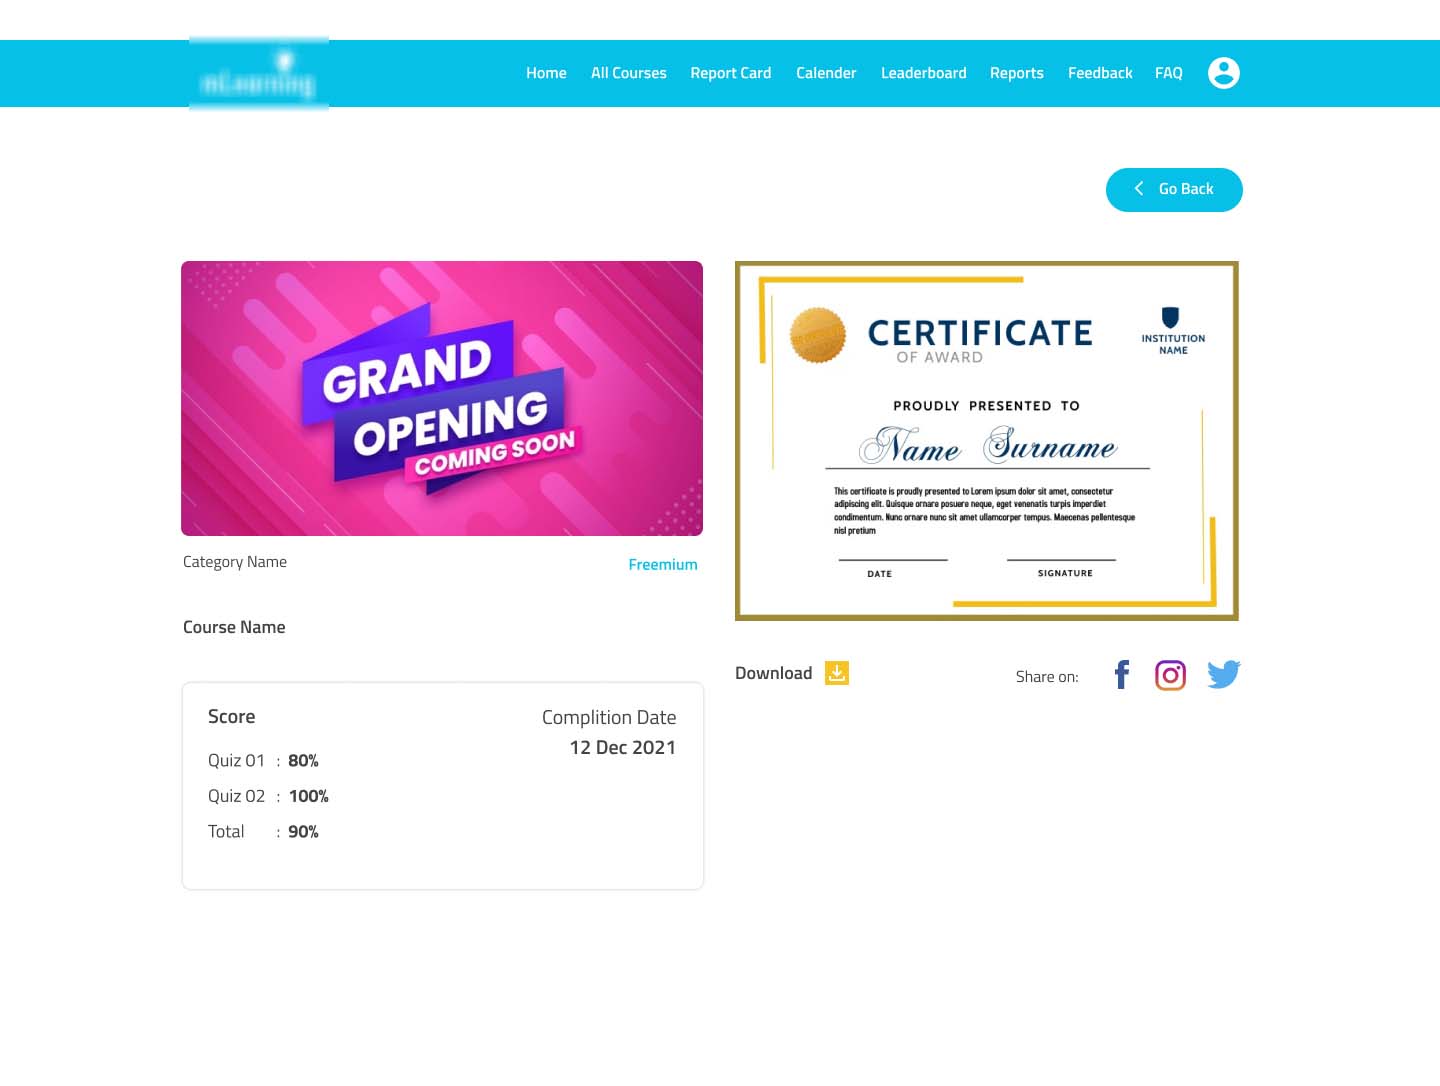 mLearning
Home All Courses Report Card Calender Leaderboard Reports Feedback FAQ
Go Back
GRAND
OPENING
COMING SOON
Category Name
Freemium
Course Name
Score
Complition Date
12 Dec 2021
Quiz 01 : 80%
Quiz 02 : 100%
Total : 90%
CERTIFICATE
OF AWARD
INSTITUTION
NAME
PROUDLY PRESENTED TO
Name Surname
This certificate is proudly presented to Lorem ipsum dolor sit amet, consectetur
adipiscing elit. Quisque ornare posuere neque, eget venenatis turpis imperdiet
condimentum. Nunc ornare nunc sit amet ullamcorper tempus. Maecenas pellentesque
nisl pretium
DATE
SIGNATURE
Download
Share on: